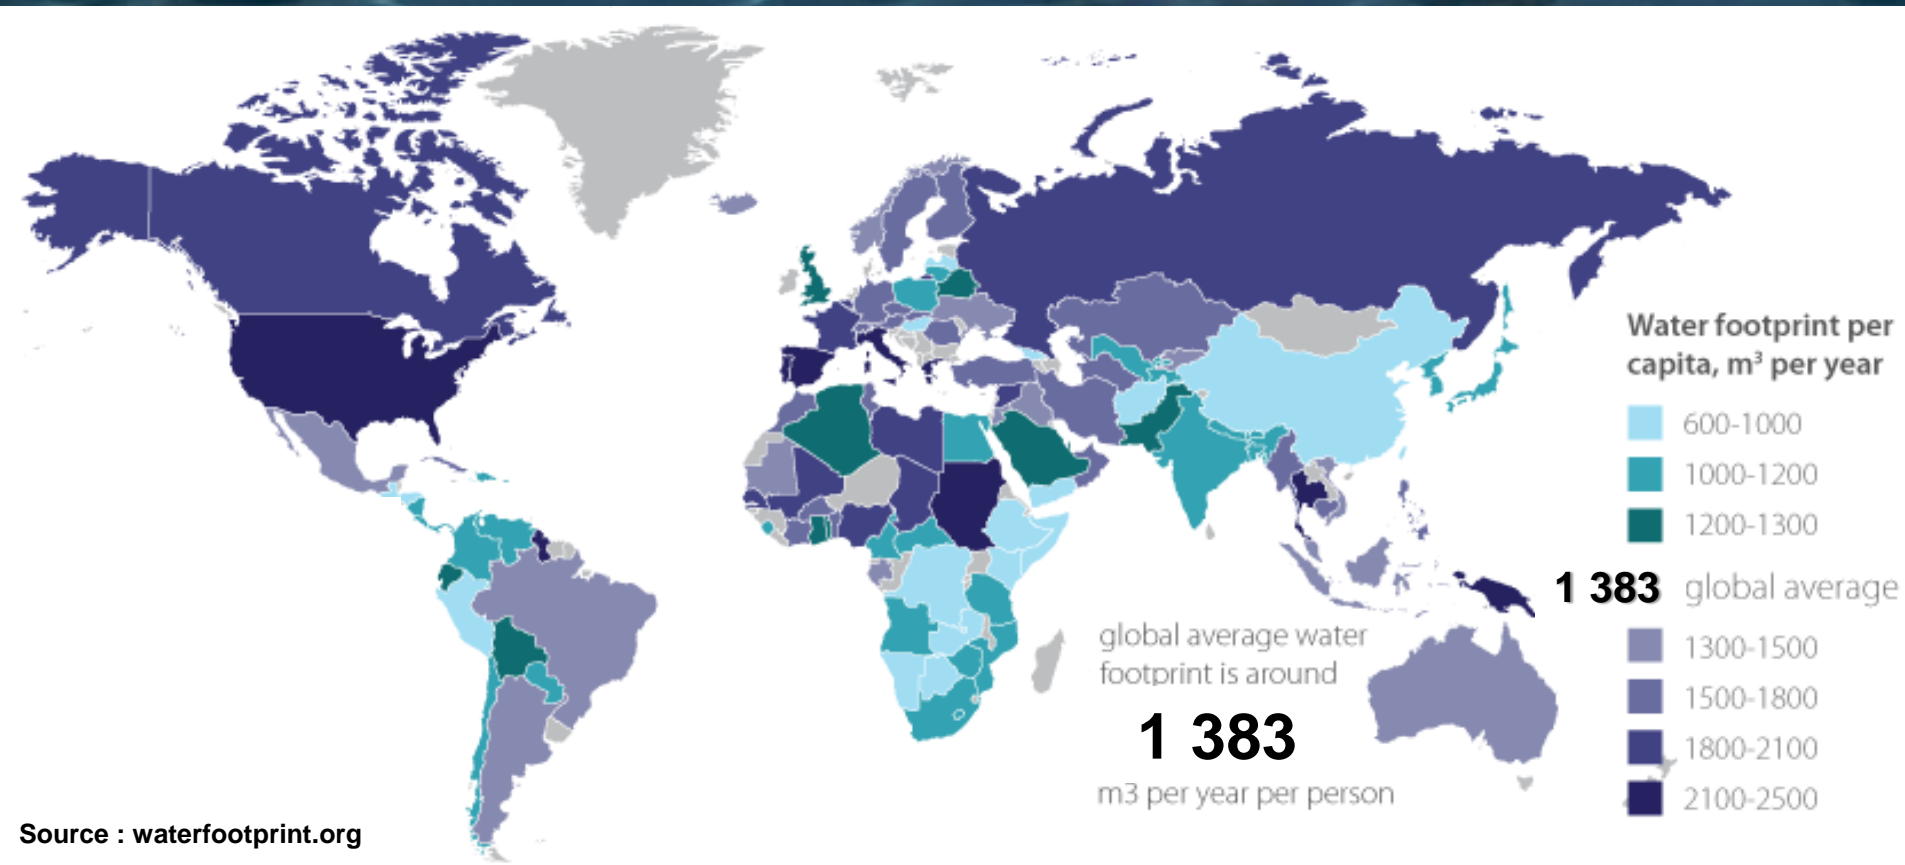 Water footprint per
capita, m³ per year
600-1000
1000-1200
1200-1300
1 383 global average
1300-1500
1500-1800
1800-2100
2100-2500
global average water
footprint is around
1 383
m3 per year per person
Source : waterfootprint.org